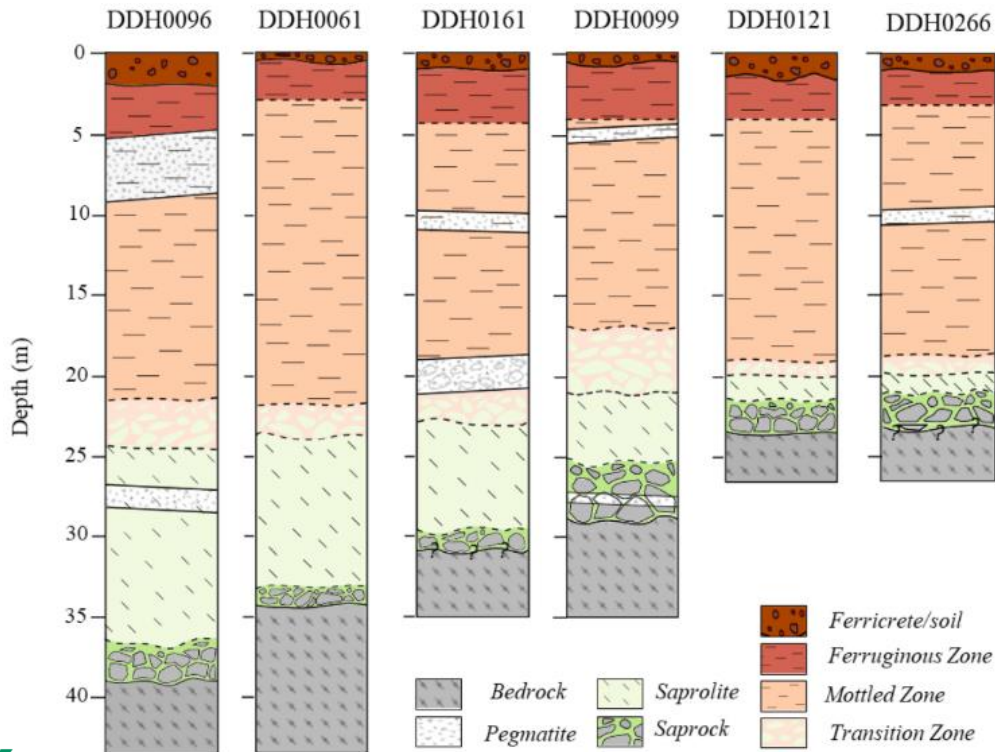 DDH0096 DDH0061 DDH0161 DDH0099 DDH0121 DDH0266
0
5
10
15
20
25
30
35
40
Depth (m)
Bedrock
Pegmatite
Saprolite
Saprock
Ferricrete/soil
Ferruginous Zone
Mottled Zone
Transition Zone